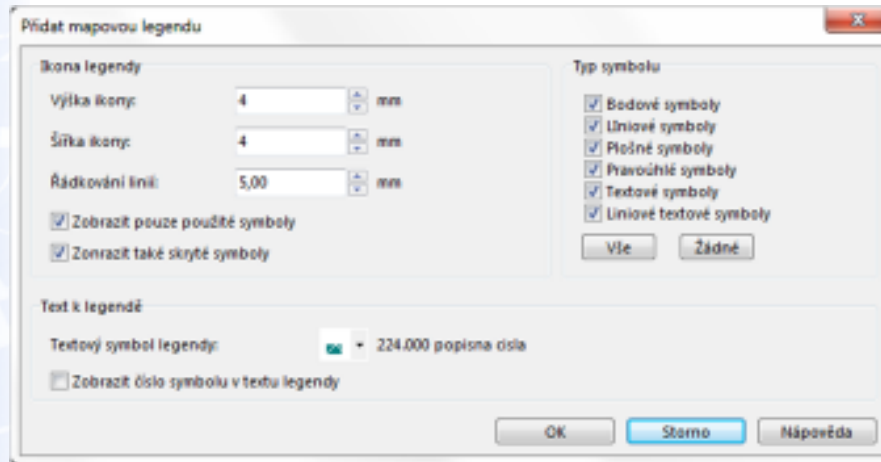 Přidat mapovou legendu
Ikona legendy
Výška ikony: 4 mm
Šířka ikony: 4 mm
Řádkování linií: 5,00 mm
Zobrazit pouze použité symboly
Zonrazit také skryté symboly
Typ symbolu
Bodové symboly
LIniové symboly
Plošné symboly
Pravoúhlé symboly
Textové symboly
Liniové textové symboly
Vše Žádné
Text k legendě
Textový symbol legendy: 224.000 popisna cisla
Zobrazit číslo symbolu v textu legendy
OK Storno Nápověda